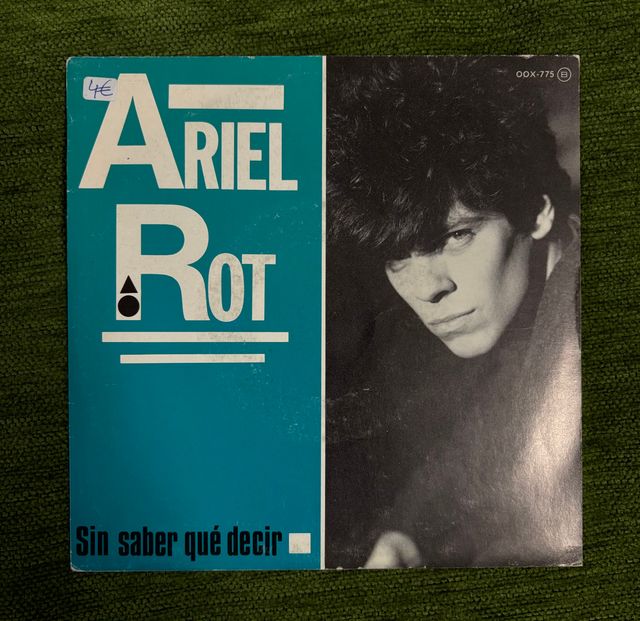 4€
OOX-775 B
ARIEL
ROT
Sin saber qué decir